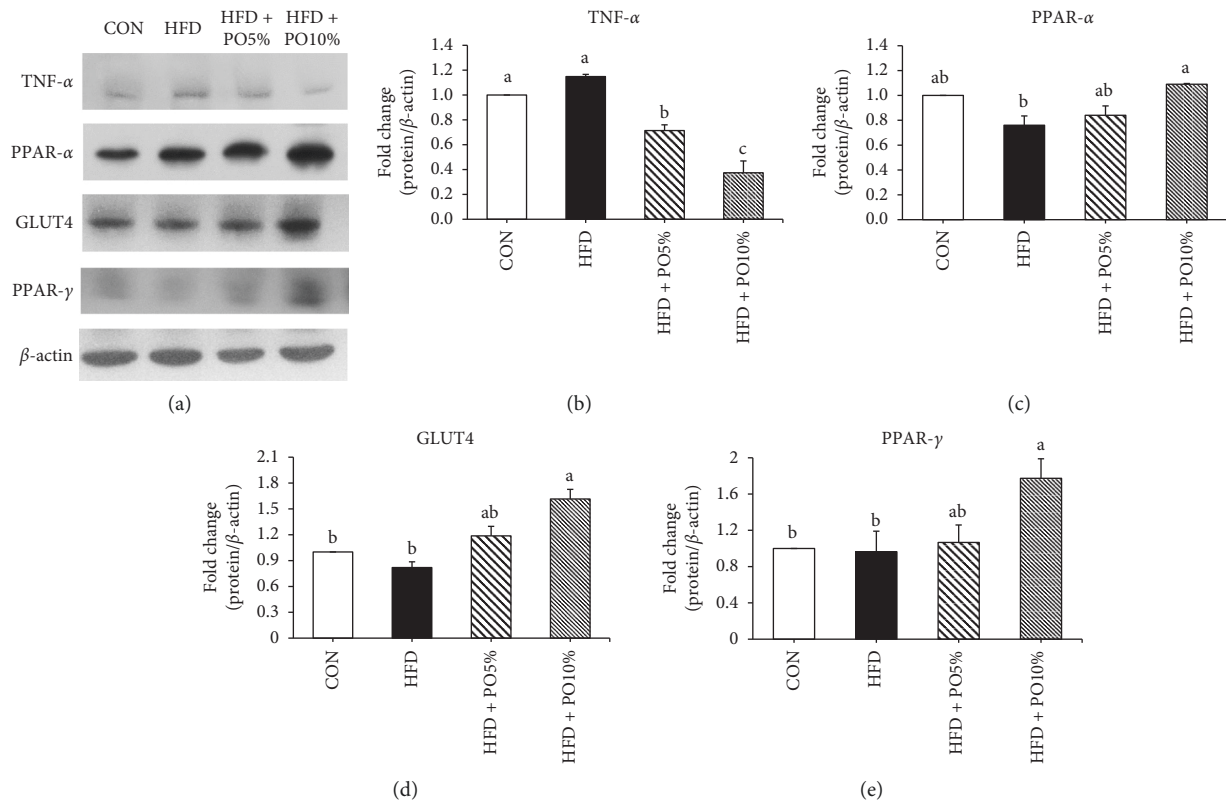 CON HFD HFD + PO5% HFD + PO10%
TNF-α
PPAR-α
GLUT4
PPAR-γ
β-actin
(a)
TNF-α
Fold change
(protein/β-actin)
1.4
1.2
1.0
0.8
0.6
0.4
0.2
0.0
a
a
b
c
CON
HFD
HFD + PO5%
HFD + PO10%
(b)
PPAR-α
Fold change
(protein/β-actin)
1.4
1.2
1.0
0.8
0.6
0.4
0.2
0.0
ab
b
ab
a
CON
HFD
HFD + PO5%
HFD + PO10%
(c)
GLUT4
Fold change
(protein/β-actin)
2.1
1.8
1.5
1.2
0.9
0.6
0.3
0
b
b
ab
a
CON
HFD
HFD + PO5%
HFD + PO10%
(d)
PPAR-γ
Fold change
(protein/β-actin)
2
1.6
1.2
0.8
0.4
0
b
b
ab
a
CON
HFD
HFD + PO5%
HFD + PO10%
(e)